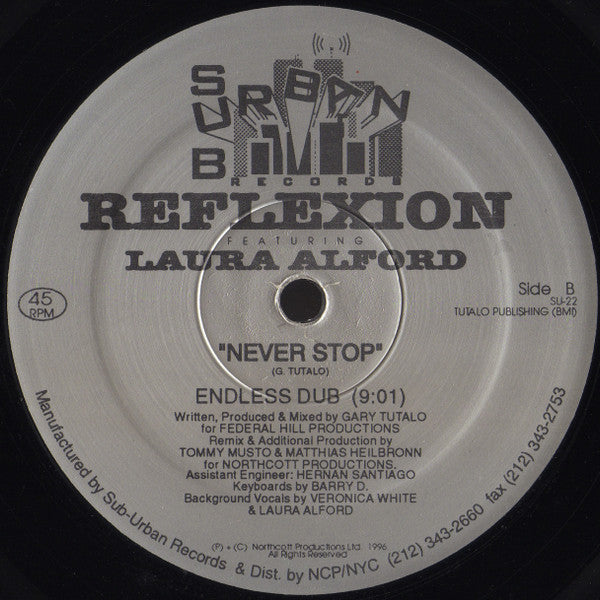 SUB URBAN
RECORDS
REFLEXION
FEATURING
LAURA ALFORD
45
RPM
Side B
SU-22
TUTALO PUBLISHING (BMI)
"NEVER STOP"
(G. TUTALO)
ENDLESS DUB (9:01)
Written, Produced & Mixed by GARY TUTALO
for FEDERAL HILL PRODUCTIONS
Remix & Additional Production by
TOMMY MUSTO & MATTHIAS HEILBRONN
for NORTHCOTT PRODUCTIONS.
Assistant Engineer: HERNAN SANTIAGO
Keyboards by BARRY D.
Background Vocals by VERONICA WHITE
& LAURA ALFORD
(P) + (C) Northcott Productions Ltd. 1996
All Rights Reserved
Manufactured by Sub-Urban Records & Dist. by NCP/NYC (212) 343-2660 fax (212) 343-2753